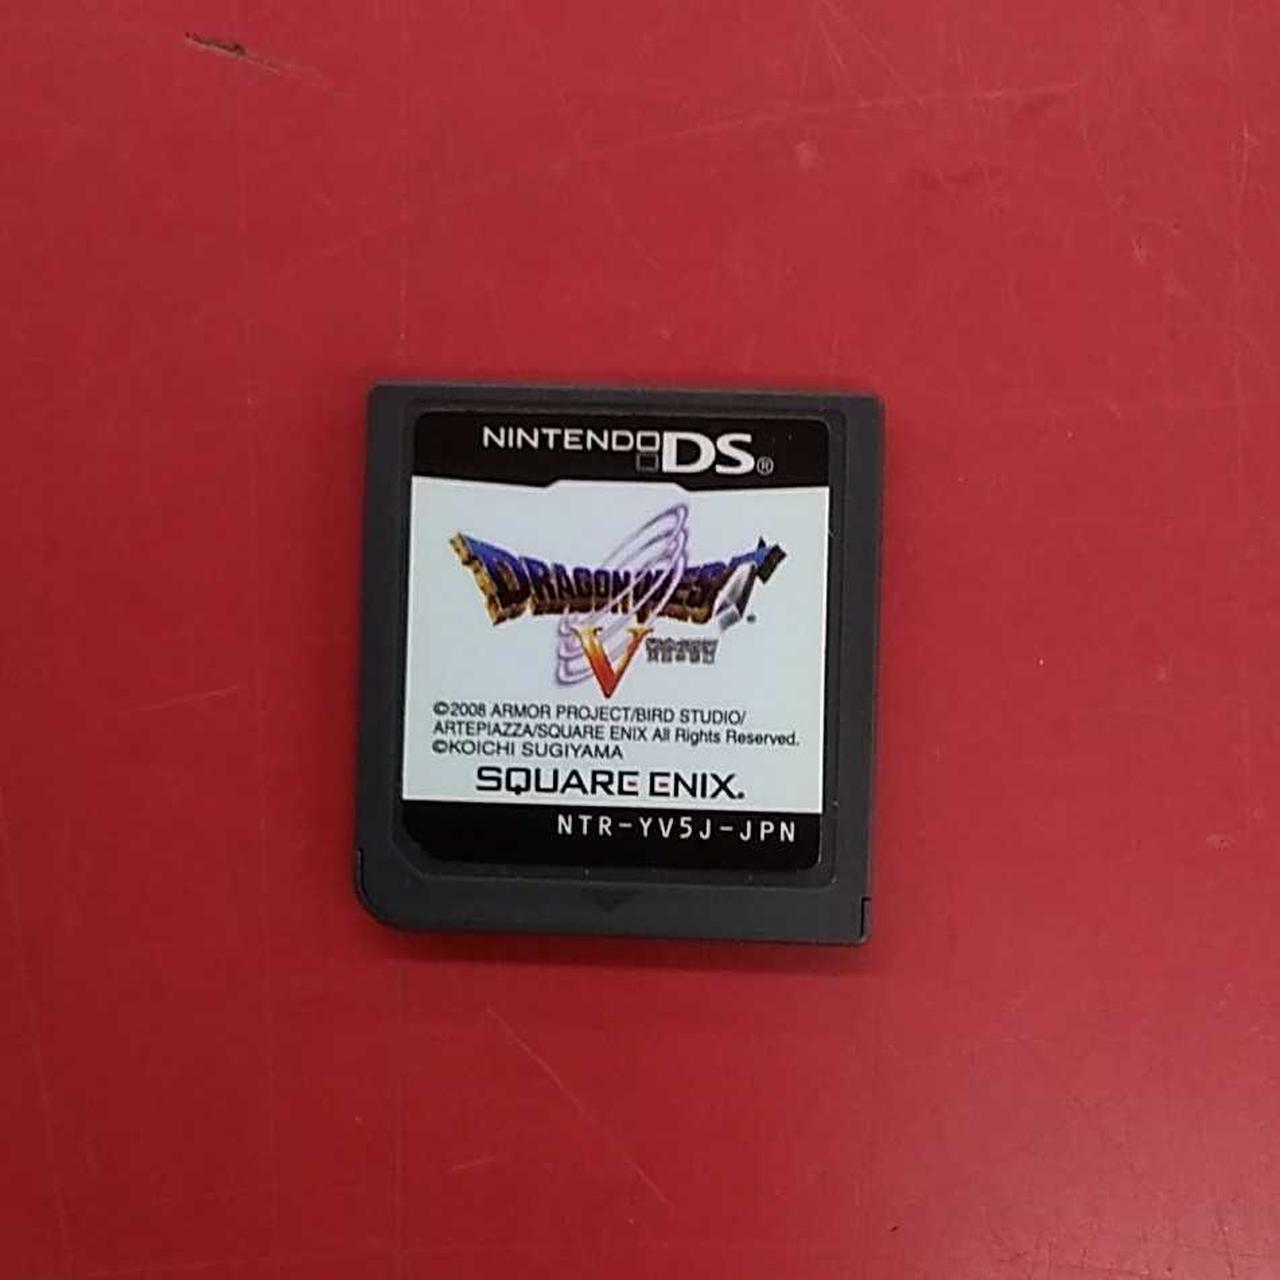 NINTENDO DS®
DRAGON QUEST
V
©2008 ARMOR PROJECT/BIRD STUDIO/
ARTEPIAZZA/SQUARE ENIX All Rights Reserved.
©KOICHI SUGIYAMA
SQUARE ENIX.
NTR-YV5J-JPN